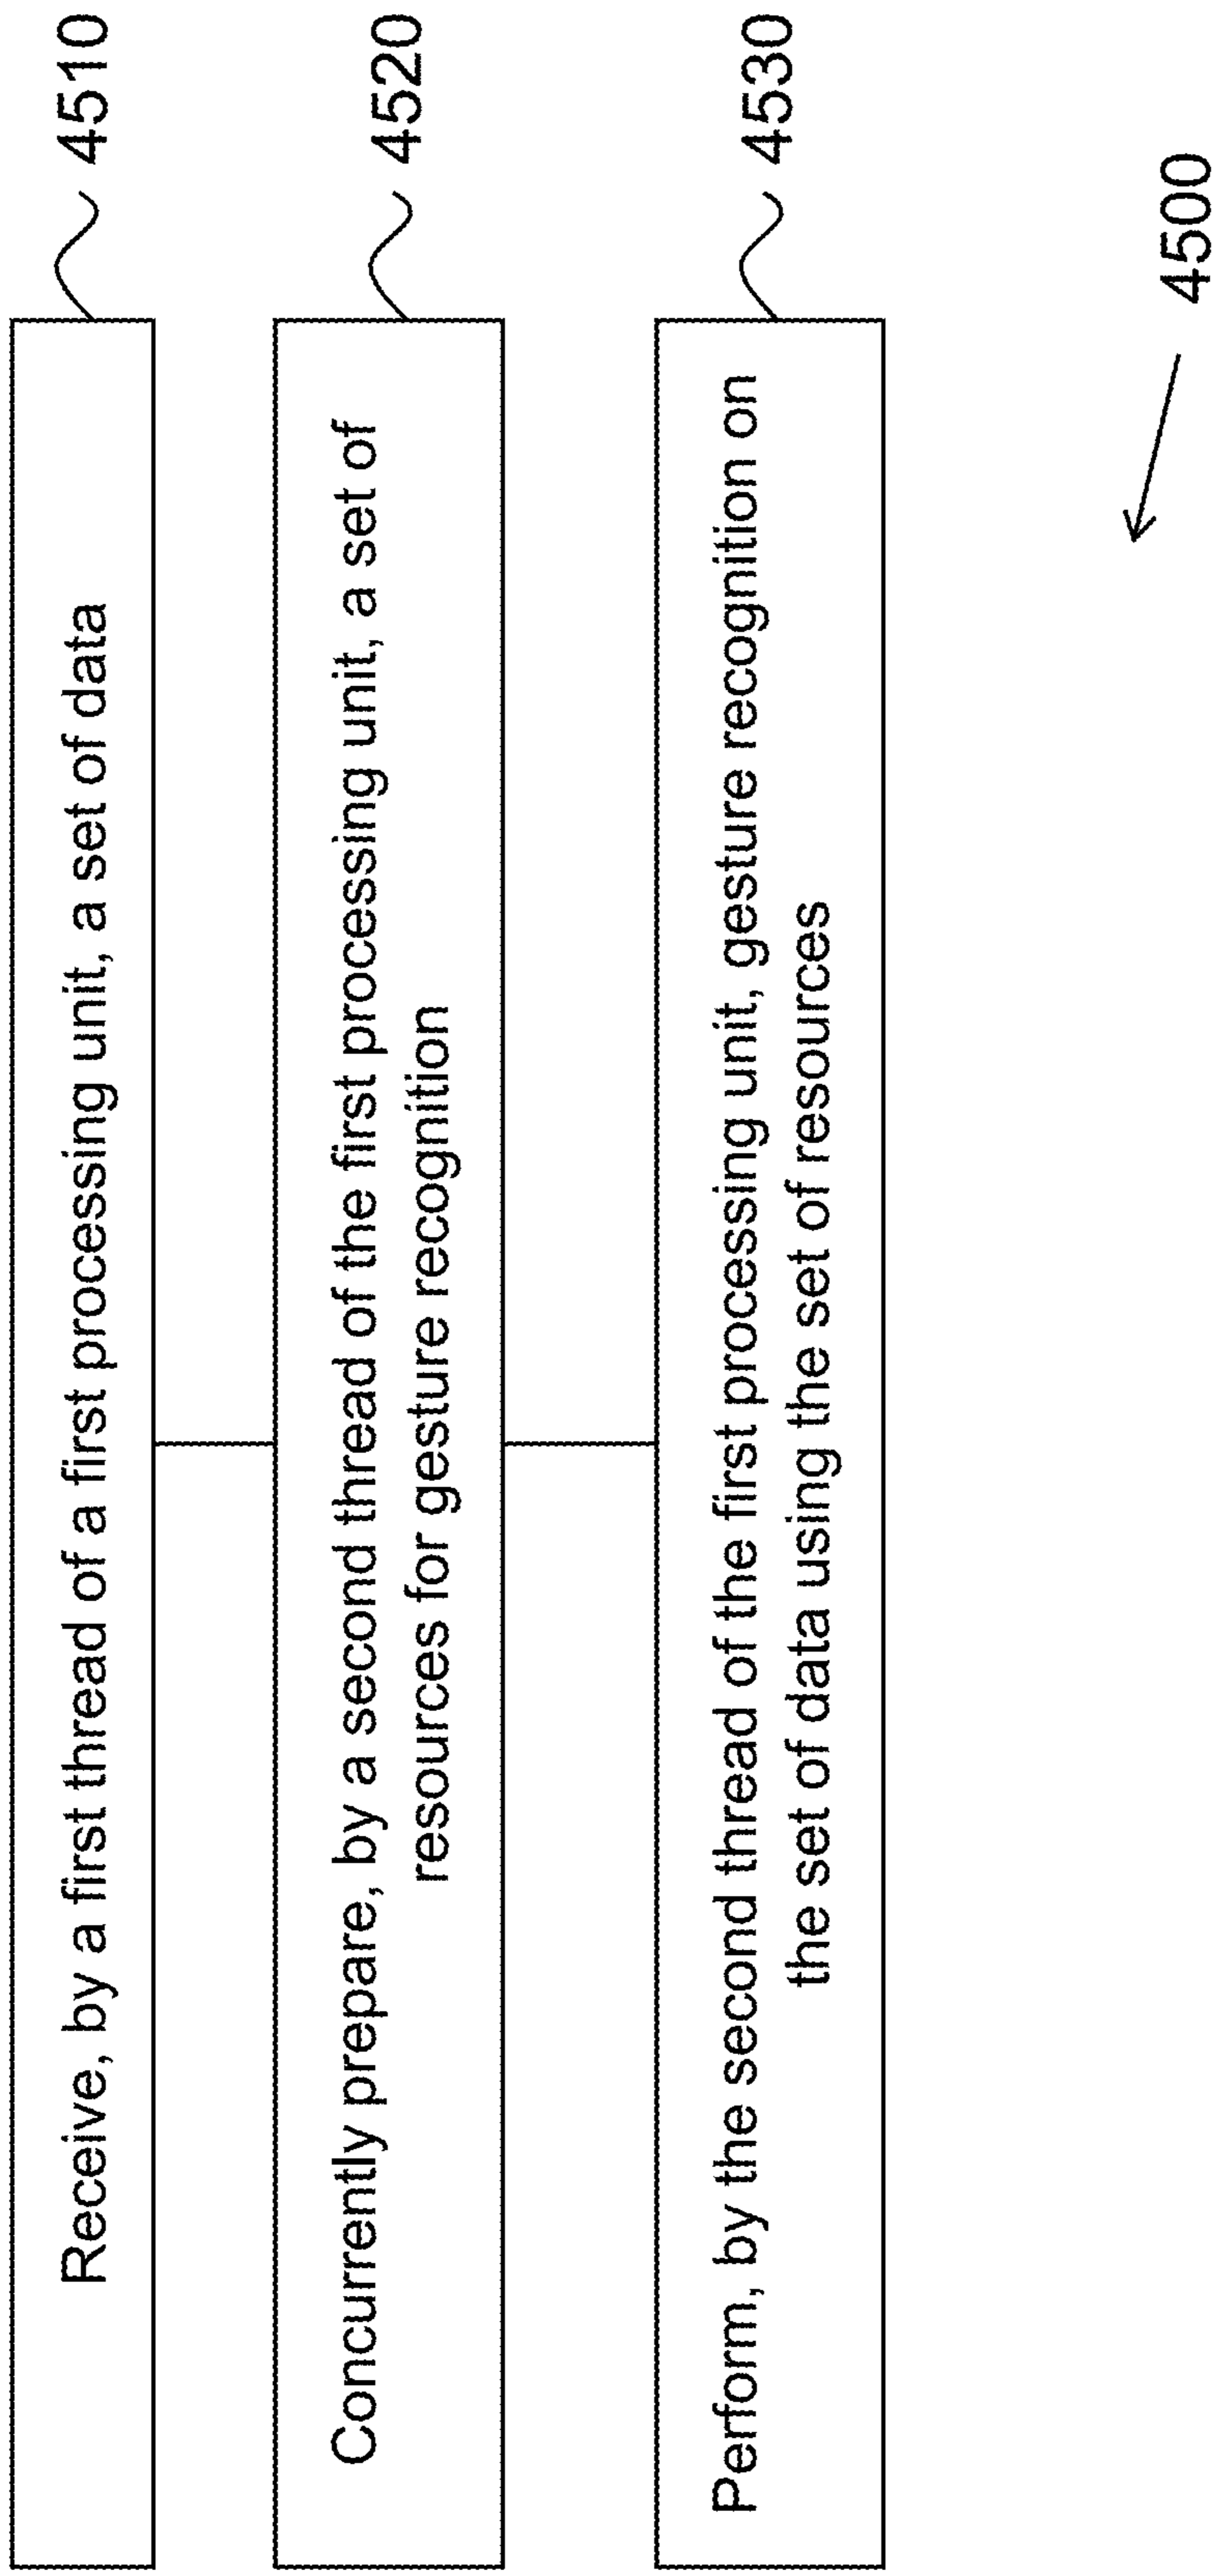 Receive, by a first thread of a first processing unit, a set of data
4510
Concurrently prepare, by a second thread of the first processing unit, a set of
resources for gesture recognition
4520
Perform, by the second thread of the first processing unit, gesture recognition on
the set of data using the set of resources
4530
4500